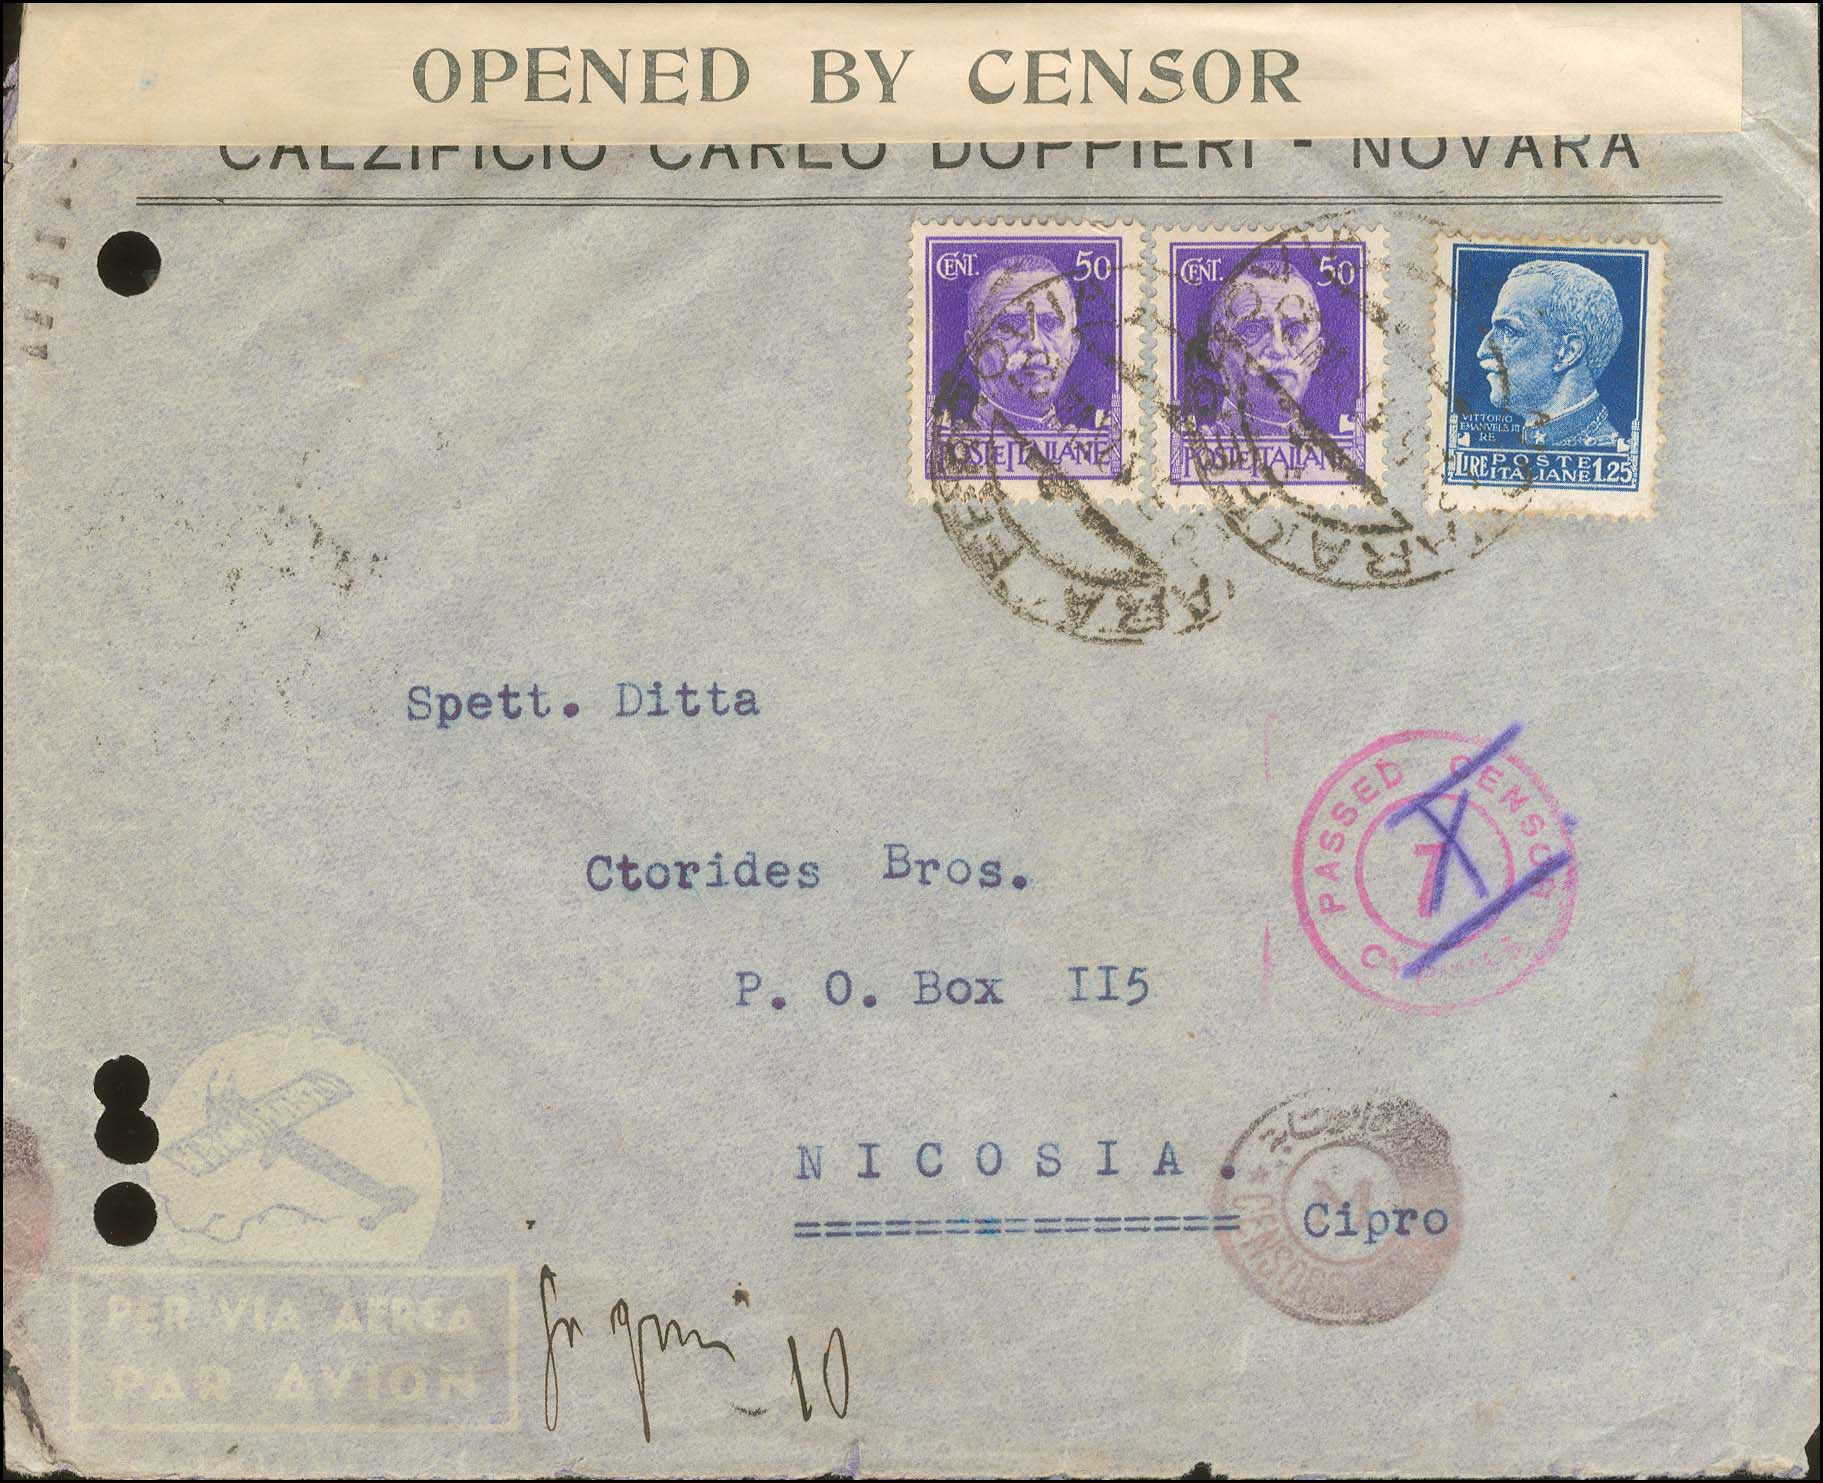 OPENED BY CENSOR
CALZIFICIO CARLO DOPPIERI - NOVARA
CENT. 50
POSTE ITALIANE
CENT. 50
POSTE ITALIANE
VITTORIO
EMANVELE III
RE
LIRE POSTE ITALIANE 1.25
Spett. Ditta
PASSED CENSOR
7
Ctorides Bros.
P. O. Box II5
NICOSIA.
Cipro
PER VIA AEREA
PAR AVION
10